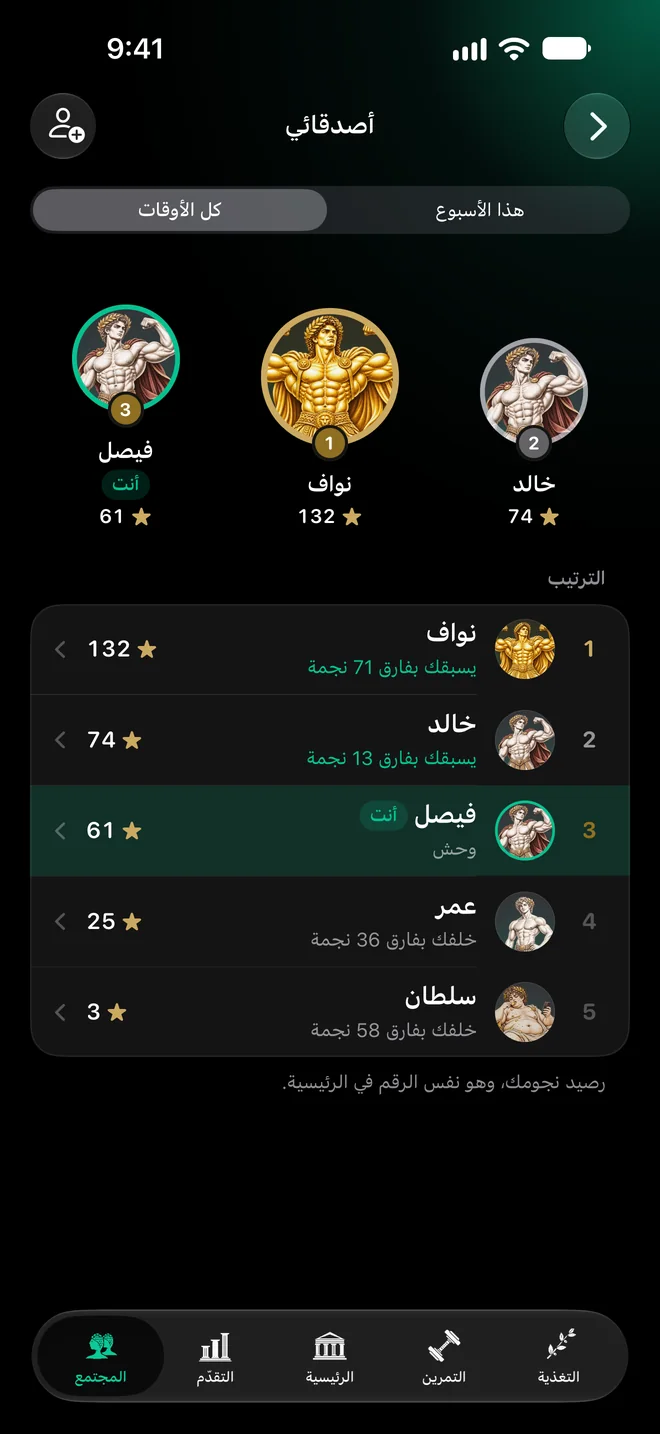 9:41
أصدقائي
هذا الأسبوع
كل الأوقات
2
خالد
74
1
نواف
132
3
فيصل
أنت
61
الترتيب
1
نواف
يسبقك بفارق 71 نجمة
132
2
خالد
يسبقك بفارق 13 نجمة
74
3
فيصل أنت
وحش
61
4
عمر
خلفك بفارق 36 نجمة
25
5
سلطان
خلفك بفارق 58 نجمة
3
رصيد نجومك، وهو نفس الرقم في الرئيسية.
التغذية
التمرين
الرئيسية
التقدّم
المجتمع